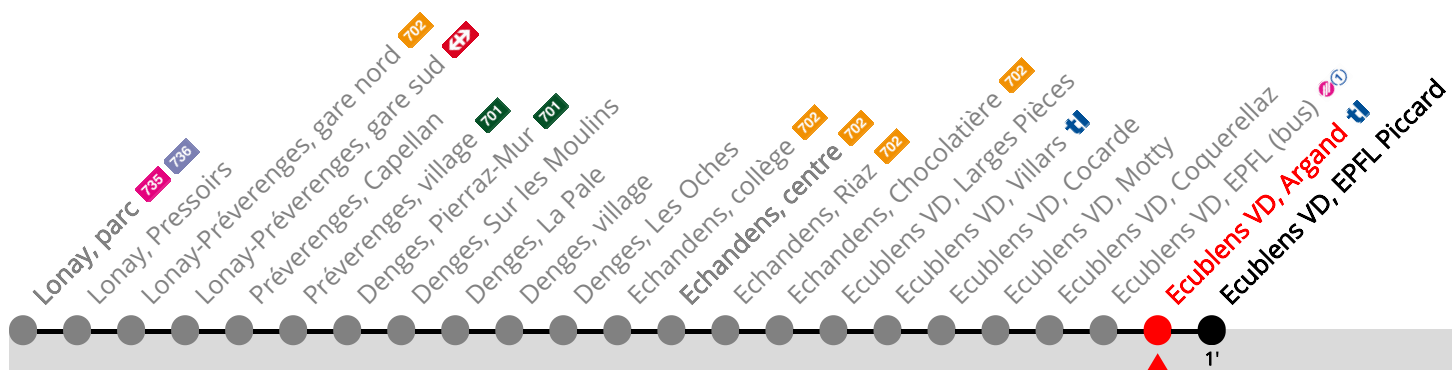 Lonay, parc 735 736
Lonay, Pressoirs
Lonay-Préverenges, gare nord 702
Lonay-Préverenges, gare sud
Préverenges, Capellan
Préverenges, village 701
Denges, Pierraz-Mur 701
Denges, Sur les Moulins
Denges, La Pale
Denges, village
Denges, Les Oches
Echandens, collège 702
Echandens, centre 702
Echandens, Riaz 702
Echandens, Chocolatière 702
Ecublens VD, Larges Pièces
Ecublens VD, Villars tl
Ecublens VD, Cocarde
Ecublens VD, Motty
Ecublens VD, Coquerellaz
Ecublens VD, EPFL (bus) m 1
Ecublens VD, Argand tl
Ecublens VD, EPFL Piccard
1'